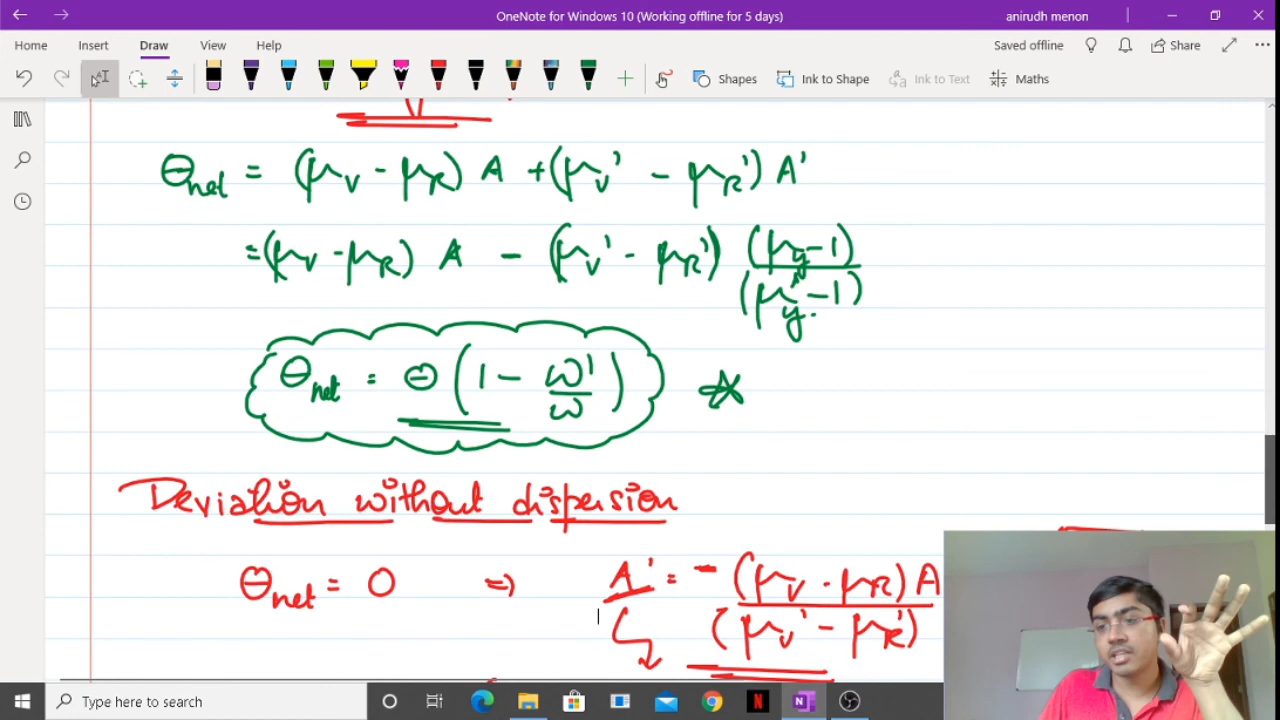 OneNote for Windows 10 (Working offline for 5 days)
anirudh menon
Home Insert Draw View Help
Saved offline Share
Shapes Ink to Shape Ink to Text Maths
θnet = (μV - μR) A + (μV' - μR') A'
= (μV - μR) A - (μV' - μR') (μy - 1) / (μy' - 1)
θnet = θ (1 - ω'/ω)
Deviation without dispersion
θnet = 0 ⇒ A' = - (μV - μR) A / (μV' - μR')
Type here to search